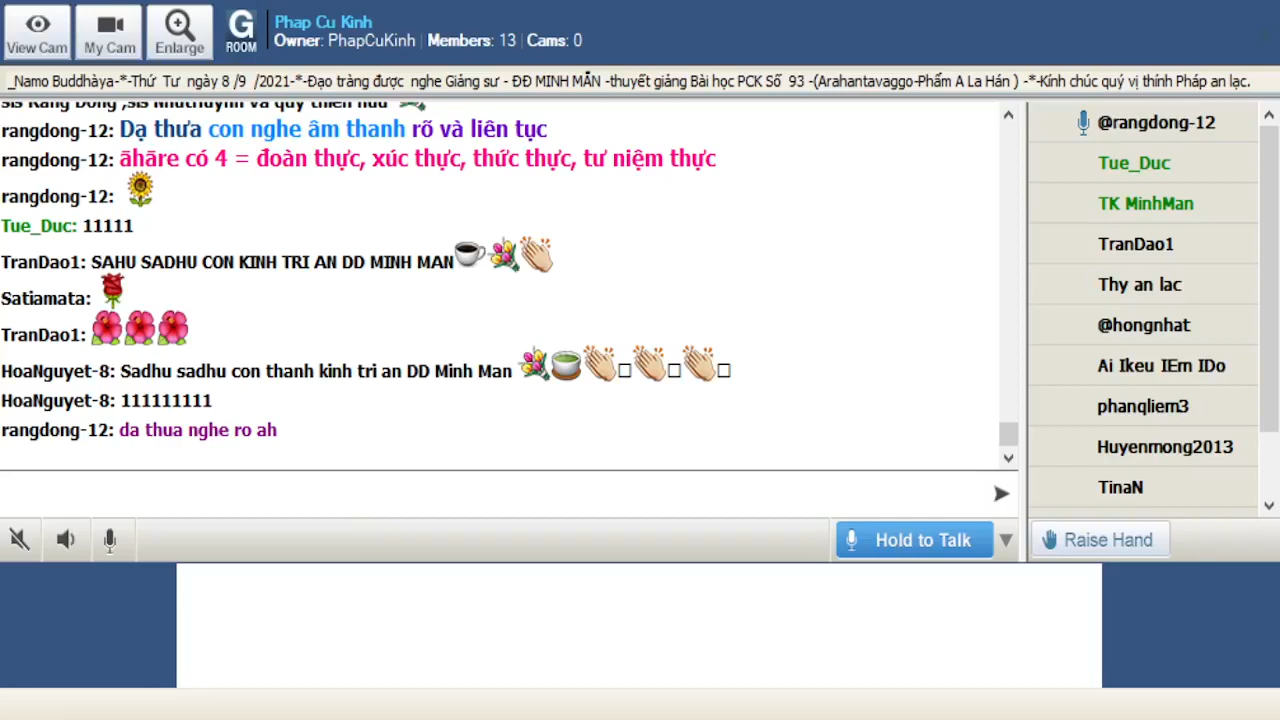 Phap Cu Kinh
Owner: PhapCuKinh Members: 13 Cams: 0
View Cam
My Cam
Enlarge
G ROOM
_Namo Buddhàya-*-Thứ Tư ngày 8 /9 /2021-*-Đạo tràng được nghe Giảng sư - ĐĐ MINH MẪN -thuyết giảng Bài học PCK Số 93 -(Arahantavaggo-Phẩm A La Hán ) -*-Kính chúc quý vị thính Pháp an lạc.
rangdong-12: Dạ thưa con nghe âm thanh rõ và liên tục
rangdong-12: āhāre có 4 = đoàn thực, xúc thực, thức thực, tư niệm thực
rangdong-12:
Tue_Duc: 11111
TranDao1: SAHU SADHU CON KINH TRI AN DD MINH MAN
Satiamata:
TranDao1:
HoaNguyet-8: Sadhu sadhu con thanh kinh tri an DD Minh Man
HoaNguyet-8: 111111111
rangdong-12: da thua nghe ro ah
@rangdong-12
Tue_Duc
TK MinhMan
TranDao1
Thy an lac
@hongnhat
Ai Ikeu IEm IDo
phanqliem3
Huyenmong2013
TinaN
Hold to Talk
Raise Hand